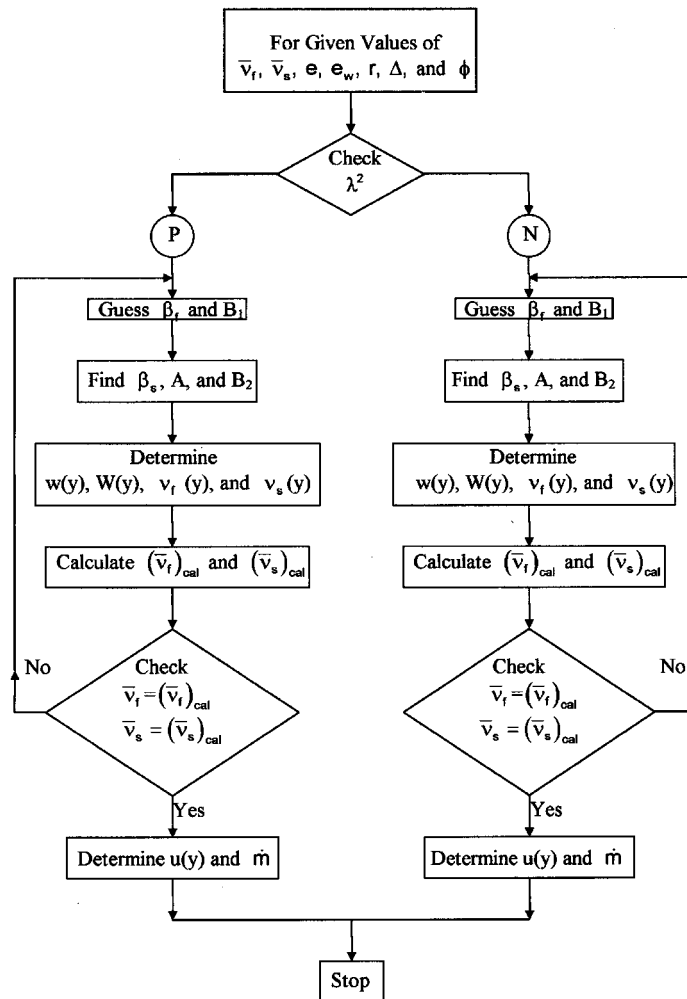 For Given Values of
ν̄f, ν̄s, e, ew, r, Δ, and ϕ
Check
λ²
P
Guess βf and B₁
Find βs, A, and B₂
Determine
w(y), W(y), νf (y), and νs (y)
Calculate (ν̄f)cal and (ν̄s)cal
No
Check
ν̄f = (ν̄f)cal
ν̄s = (ν̄s)cal
Yes
Determine u(y) and ṁ
N
Guess βf and B₁
Find βs, A, and B₂
Determine
w(y), W(y), νf (y), and νs (y)
Calculate (ν̄f)cal and (ν̄s)cal
No
Check
ν̄f = (ν̄f)cal
ν̄s = (ν̄s)cal
Yes
Determine u(y) and ṁ
Stop